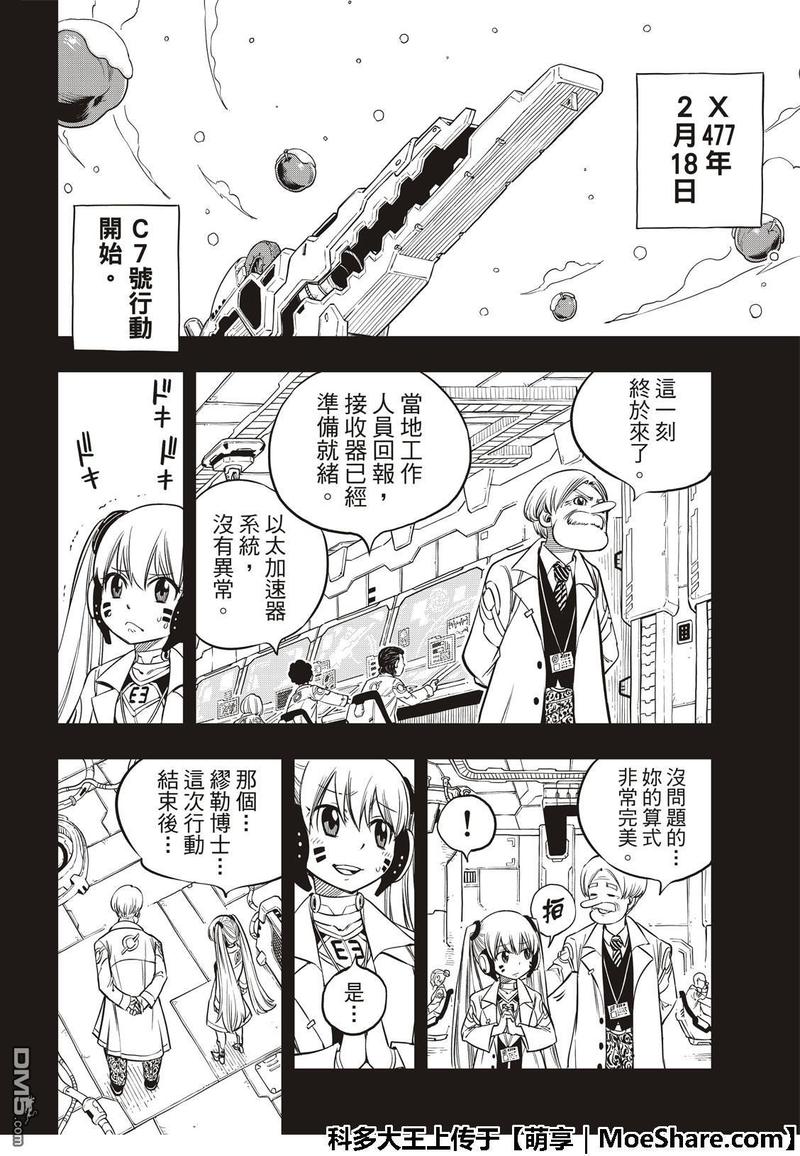 X
477年
2月18日
C7號行動
開始。
這一刻
終於來了。
當地工作
人員回報，
接收器已經
準備就緒。
以太加速器
系統，
沒有異常。
ドキ
ドキ
E3
沒問題的…
妳的算式
非常完美。
拍
！
E3
是…
那個…
繆勒博士…
這次行動
結束後…
DM5.com
科多大王上传于【萌享 | MoeShare.com】